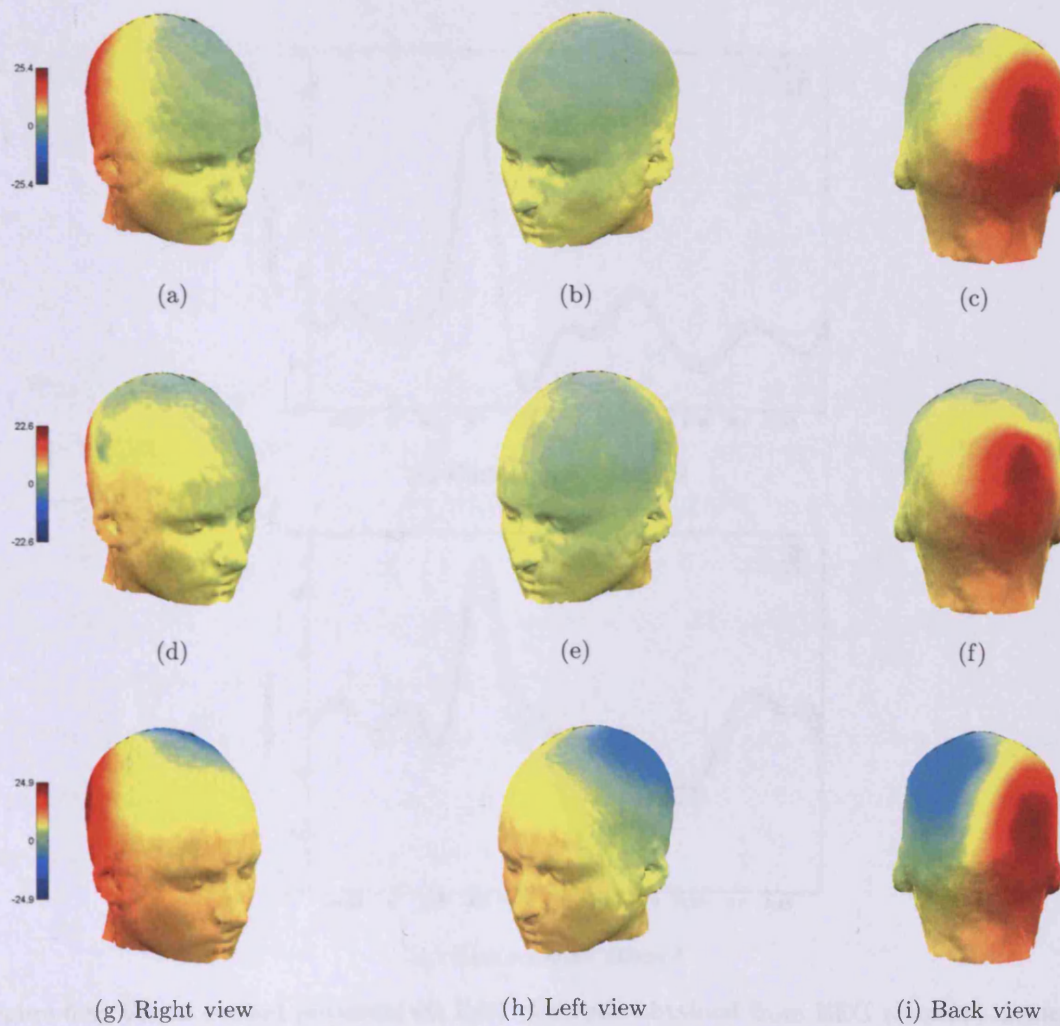 25.4
0
-25.4
(a)
(b)
(c)
22.6
0
-22.6
(d)
(e)
(f)
24.9
0
-24.9
(g) Right view
(h) Left view
(i) Back view